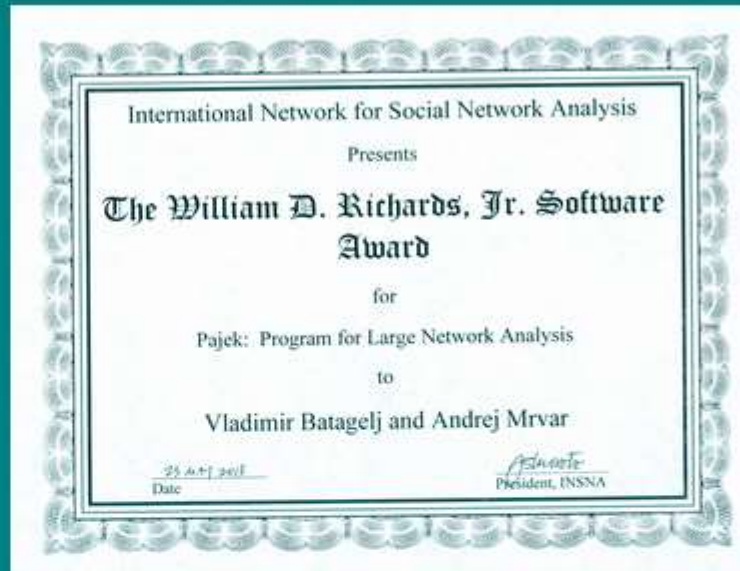 International Network for Social Network Analysis
Presents
The William D. Richards, Jr. Software
Award
for
Pajek: Program for Large Network Analysis
to
Vladimir Batagelj and Andrej Mrvar
Date
President, INSNA